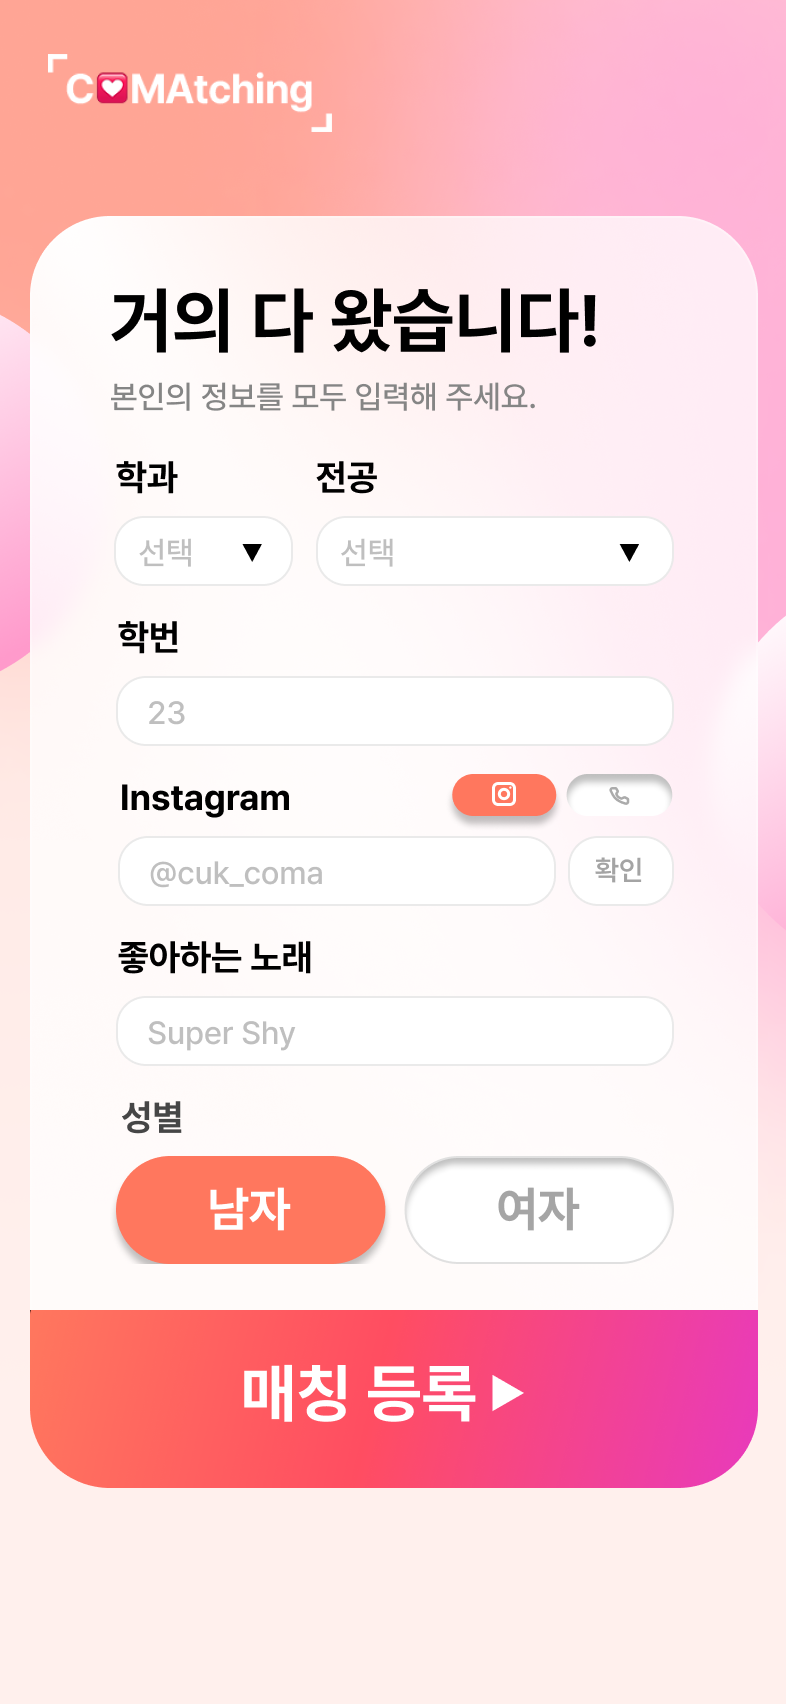 C💟MAtching
거의 다 왔습니다!
본인의 정보를 모두 입력해 주세요.
학과 전공
선택 ▼ 선택 ▼
학번
23
Instagram
@cuk_coma 확인
좋아하는 노래
Super Shy
성별
남자 여자
매칭 등록 ▶